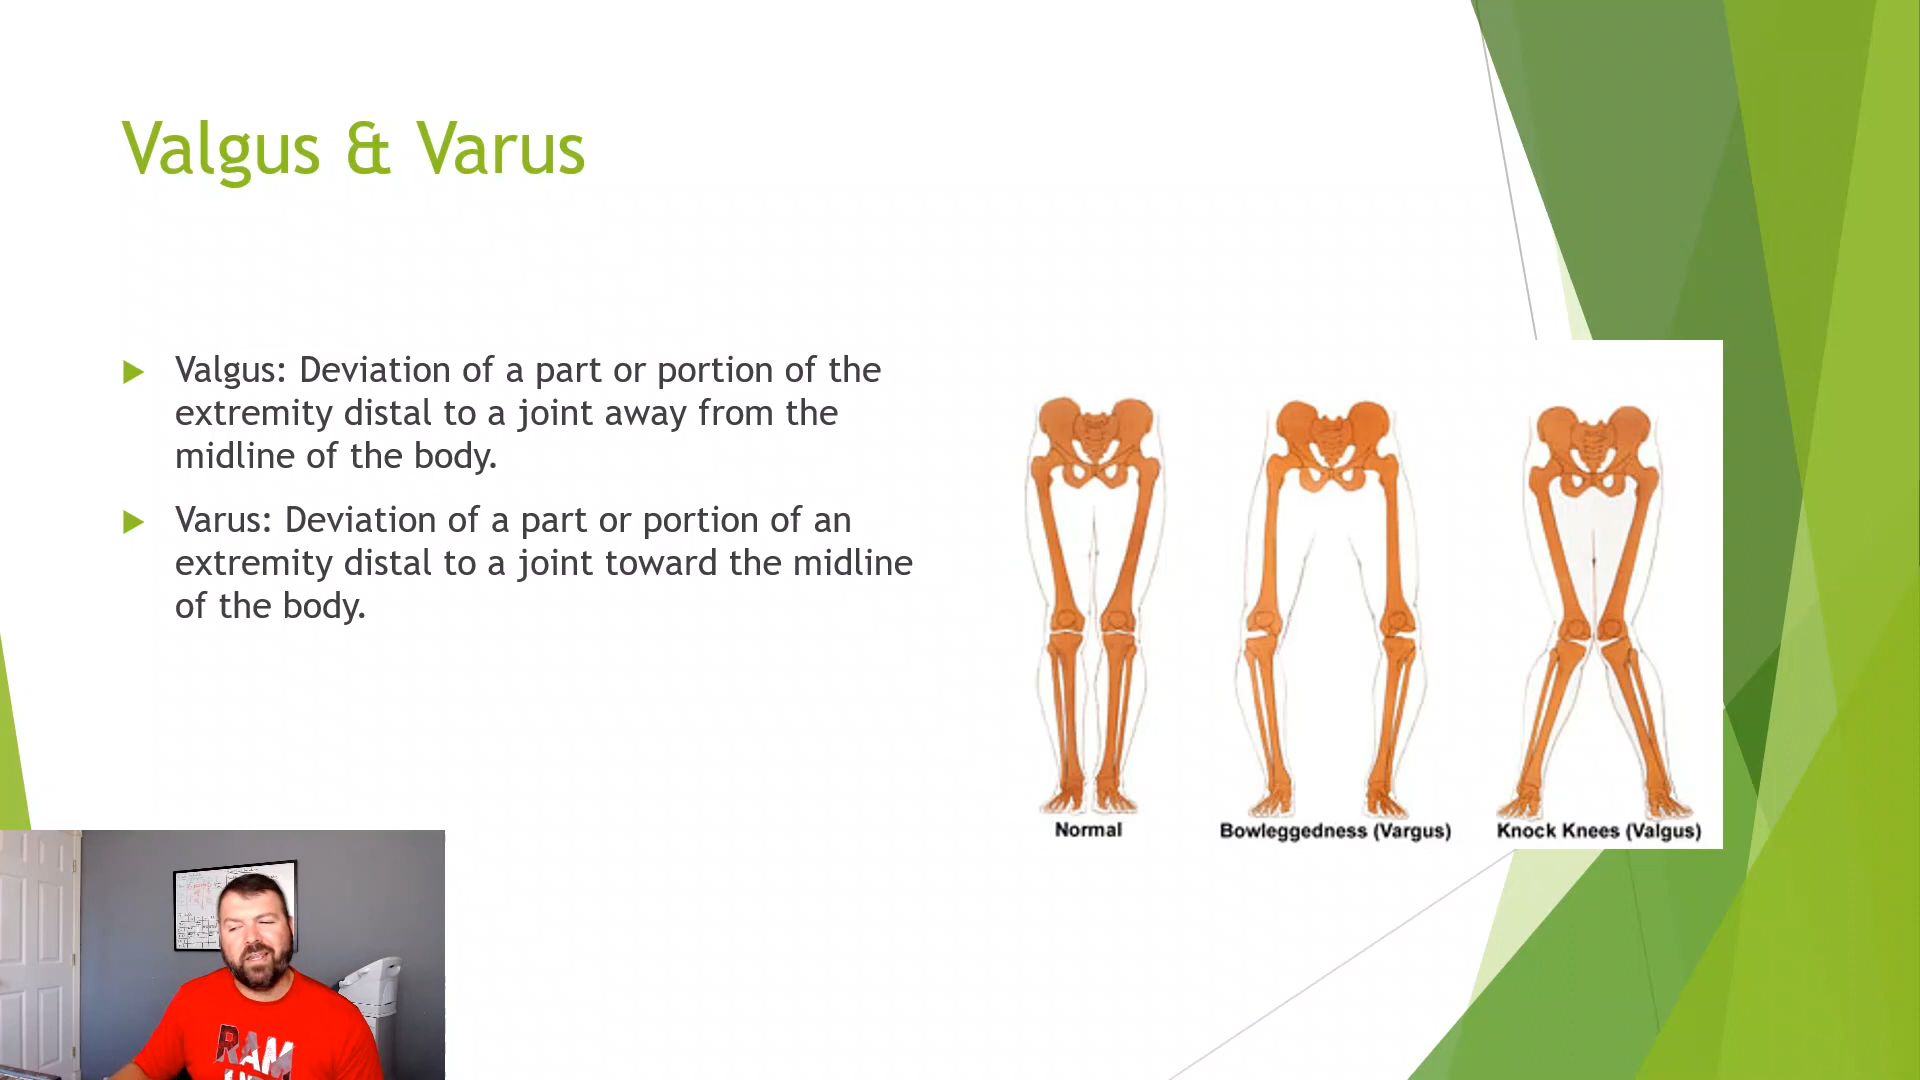 Valgus & Varus
Valgus: Deviation of a part or portion of the
extremity distal to a joint away from the
midline of the body.
Varus: Deviation of a part or portion of an
extremity distal to a joint toward the midline
of the body.
Normal
Bowleggedness (Vargus)
Knock Knees (Valgus)
RAM